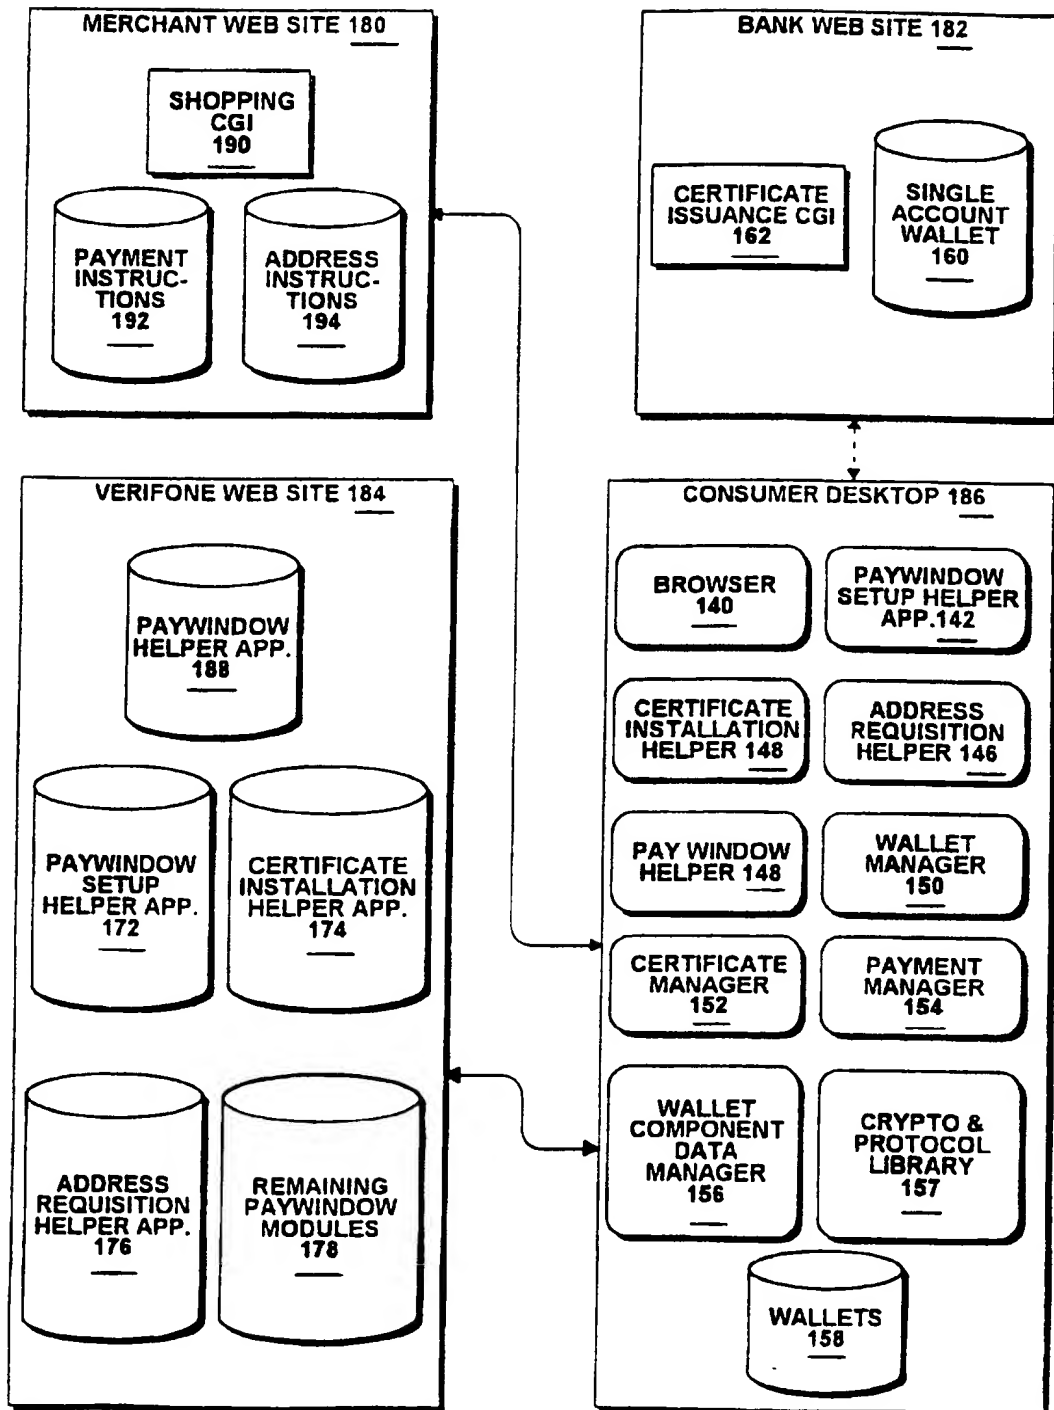 MERCHANT WEB SITE 180
SHOPPING
CGI
190
PAYMENT
INSTRUC-
TIONS
192
ADDRESS
INSTRUC-
TIONS
194
BANK WEB SITE 182
CERTIFICATE
ISSUANCE CGI
162
SINGLE
ACCOUNT
WALLET
160
VERIFONE WEB SITE 184
PAYWINDOW
HELPER APP.
188
PAYWINDOW
SETUP
HELPER APP.
172
CERTIFICATE
INSTALLATION
HELPER APP.
174
ADDRESS
REQUISITION
HELPER APP.
176
REMAINING
PAYWINDOW
MODULES
178
CONSUMER DESKTOP 186
BROWSER
140
PAYWINDOW
SETUP HELPER
APP.142
CERTIFICATE
INSTALLATION
HELPER 148
ADDRESS
REQUISITION
HELPER 146
PAY WINDOW
HELPER 148
WALLET
MANAGER
150
CERTIFICATE
MANAGER
152
PAYMENT
MANAGER
154
WALLET
COMPONENT
DATA
MANAGER
156
CRYPTO &
PROTOCOL
LIBRARY
157
WALLETS
158